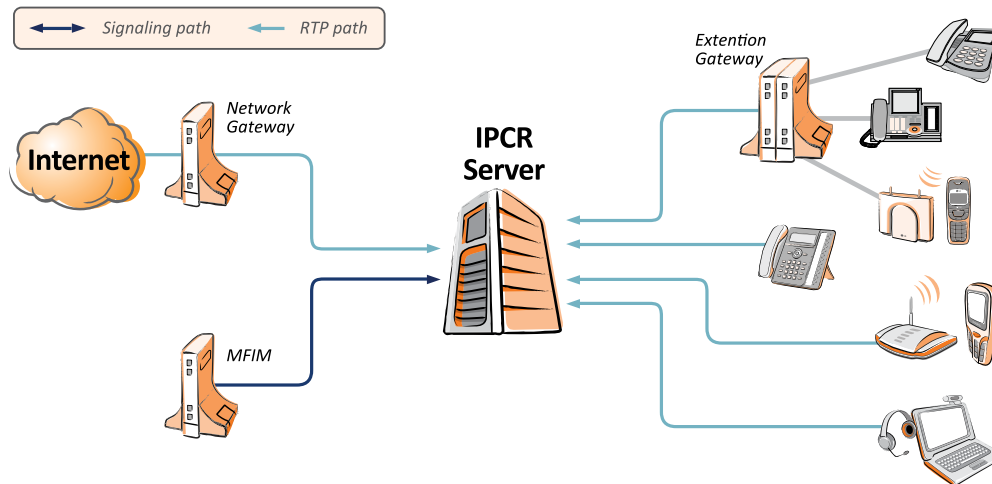 Signaling path
RTP path
Extention
Gateway
Network
Gateway
Internet
IPCR
Server
MFIM